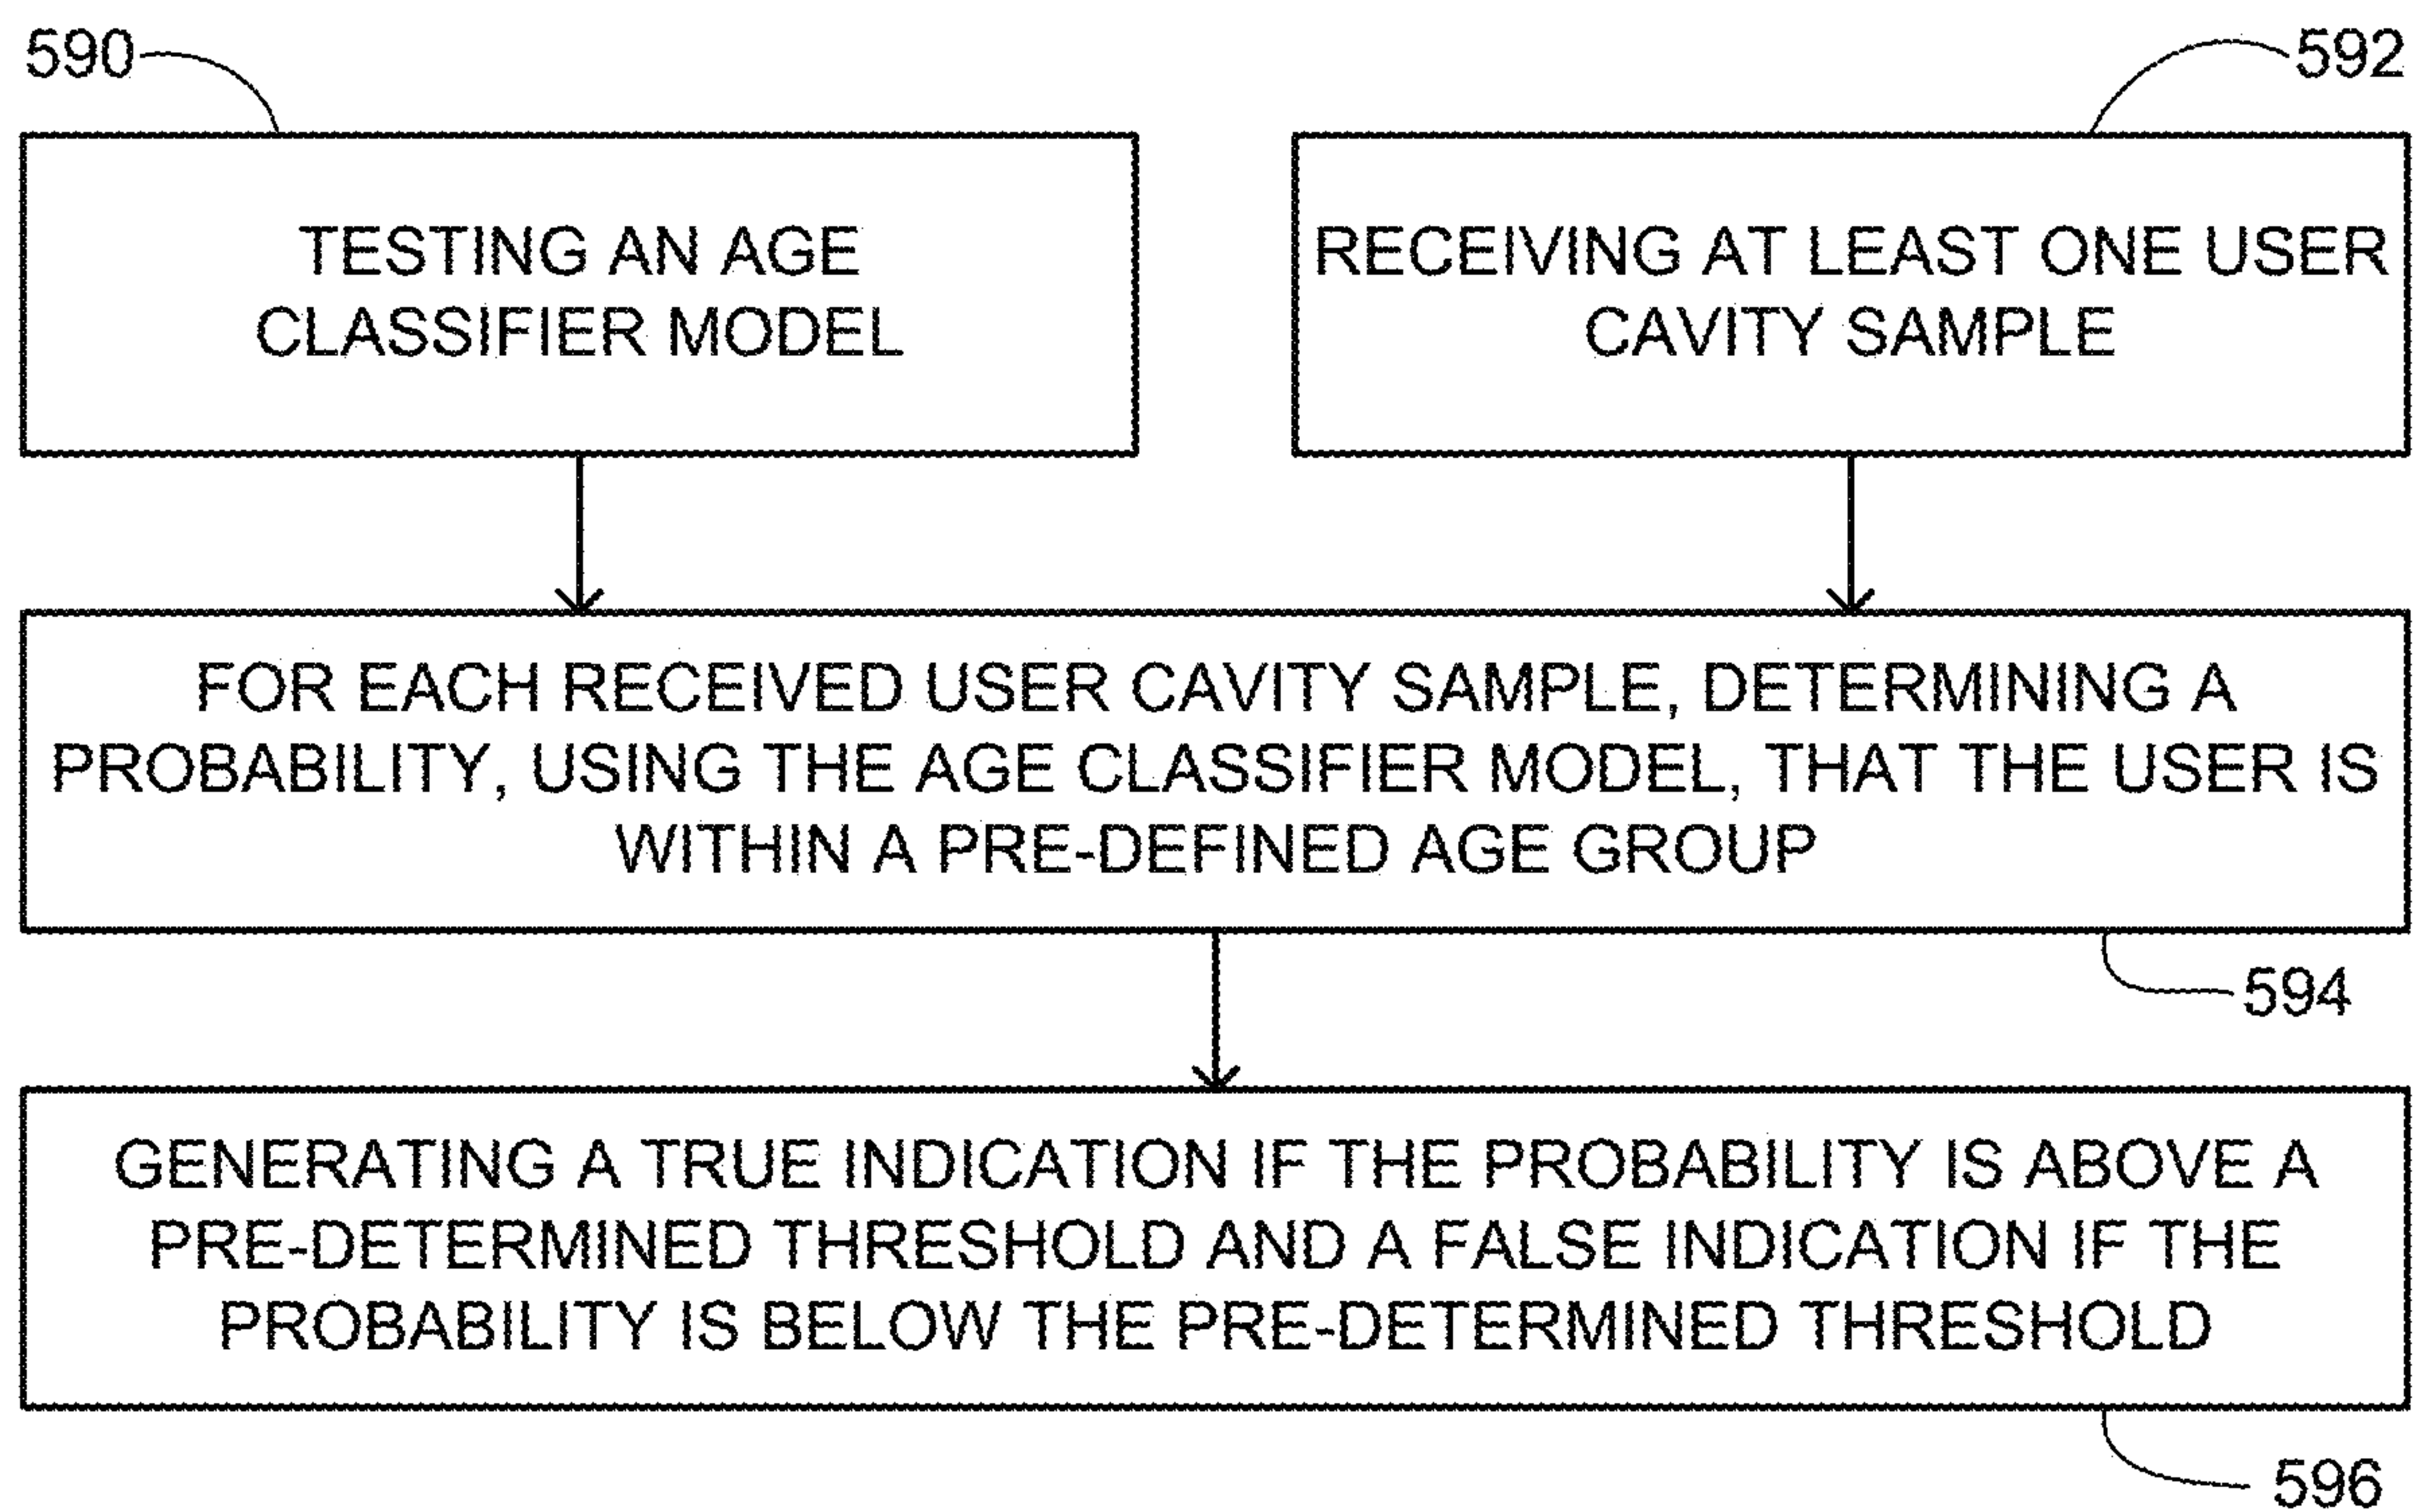 590
592
TESTING AN AGE
CLASSIFIER MODEL
RECEIVING AT LEAST ONE USER
CAVITY SAMPLE
FOR EACH RECEIVED USER CAVITY SAMPLE, DETERMINING A
PROBABILITY, USING THE AGE CLASSIFIER MODEL, THAT THE USER IS
WITHIN A PRE-DEFINED AGE GROUP
594
GENERATING A TRUE INDICATION IF THE PROBABILITY IS ABOVE A
PRE-DETERMINED THRESHOLD AND A FALSE INDICATION IF THE
PROBABILITY IS BELOW THE PRE-DETERMINED THRESHOLD
596